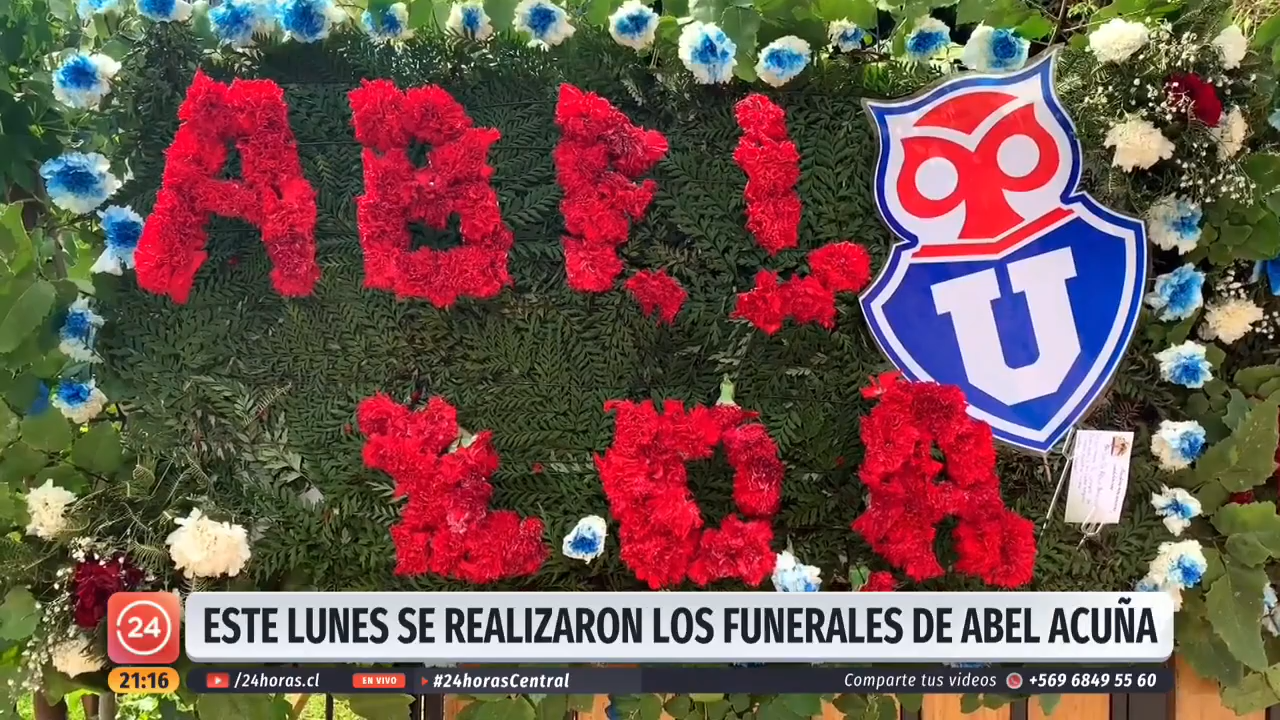 ABEL
LOA
U
24
ESTE LUNES SE REALIZARON LOS FUNERALES DE ABEL ACUÑA
21:16
/24horas.cl
EN VIVO
#24horasCentral
Comparte tus videos
+569 6849 55 60